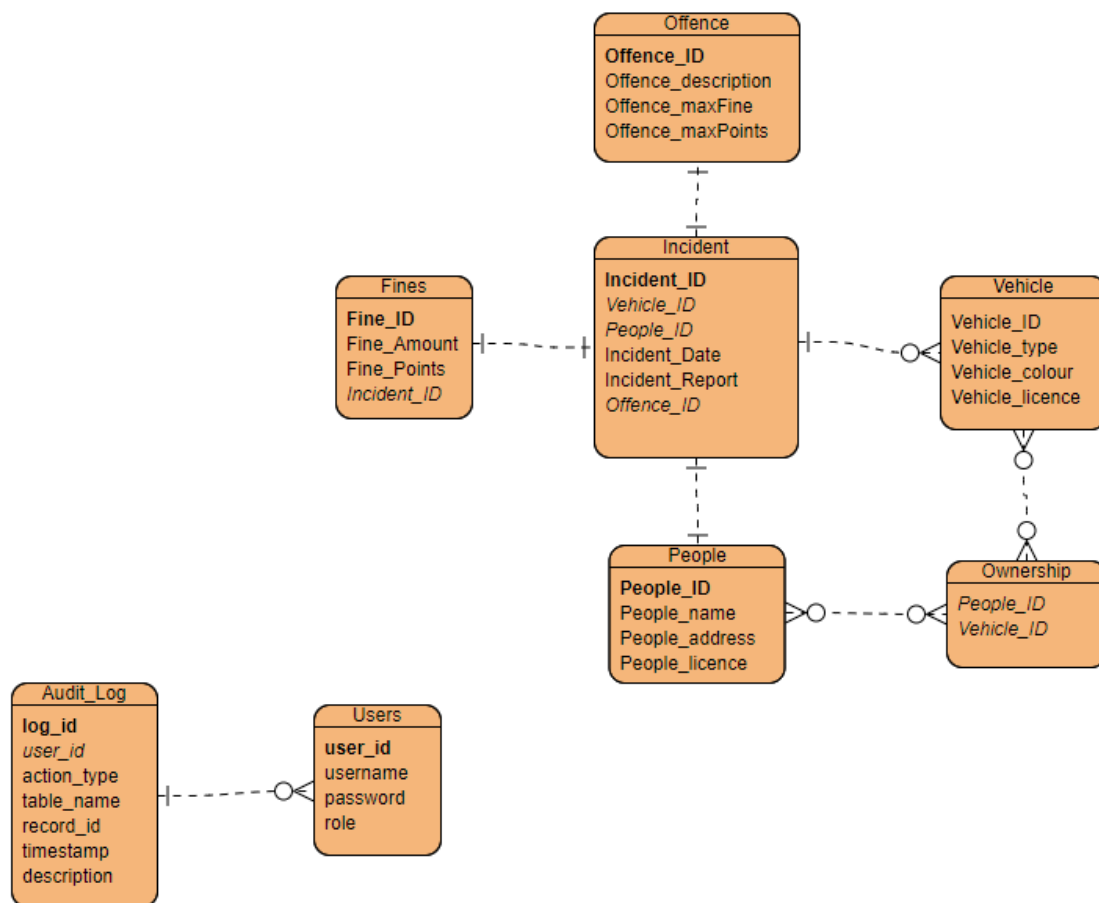 Offence
Offence_ID
Offence_description
Offence_maxFine
Offence_maxPoints
Incident
Incident_ID
Vehicle_ID
People_ID
Incident_Date
Incident_Report
Offence_ID
Fines
Fine_ID
Fine_Amount
Fine_Points
Incident_ID
Vehicle
Vehicle_ID
Vehicle_type
Vehicle_colour
Vehicle_licence
People
People_ID
People_name
People_address
People_licence
Ownership
People_ID
Vehicle_ID
Audit_Log
log_id
user_id
action_type
table_name
record_id
timestamp
description
Users
user_id
username
password
role